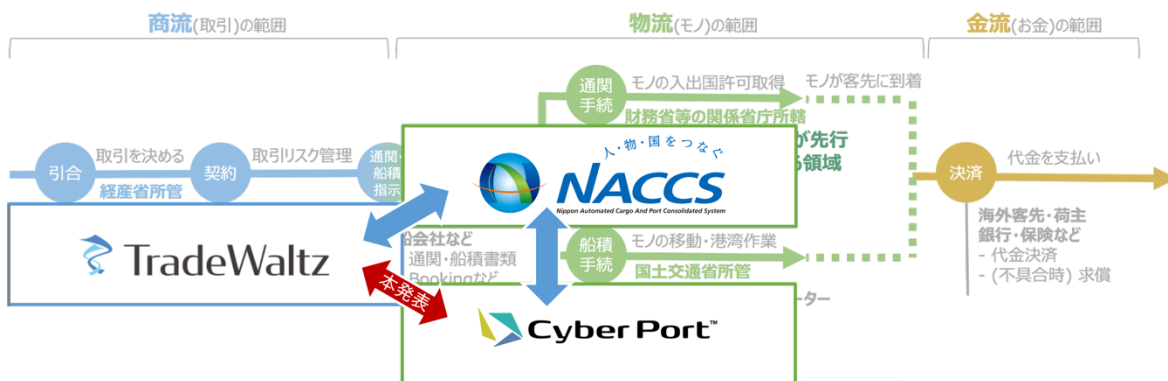 商流(取引)の範囲
物流(モノ)の範囲
金流(お金)の範囲
通関
手続
モノの入出国許可取得
モノが客先に到着
財務省等の関係省庁所轄
が先行
る領域
引合
取引を決める
経産省所管
契約
取引リスク管理
通関・
船積
指示
人・物・国をつなぐ
NACCS
Nippon Automated Cargo And Port Consolidated System
決済
代金を支払い
海外客先・荷主
銀行・保険など
- 代金決済
- (不具合時) 求償
TradeWaltz
会社など
通関・船積書類
Bookingなど
船積
手続
モノの移動・港湾作業
国土交通省所管
本発表
ーター
Cyber Port™